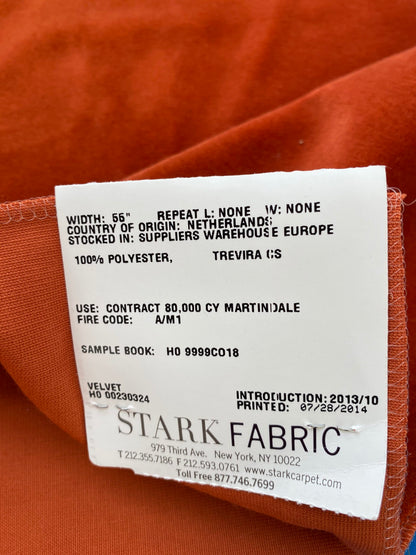 WIDTH: 56" REPEAT L: NONE W: NONE
COUNTRY OF ORIGIN: NETHERLANDS
STOCKED IN: SUPPLIERS WAREHOUSE EUROPE
100% POLYESTER, TREVIRA CS
USE: CONTRACT 80,000 CY MARTINDALE
FIRE CODE: A/M1
SAMPLE BOOK: H0 9999C018
VELVET
H0 00230324
INTRODUCTION: 2013/10
PRINTED: 07/28/2014
STARK FABRIC
979 Third Ave. New York, NY 10022
T 212.355.7186 F 212.593.0761 www.starkcarpet.com
Toll Free 877.746.7699